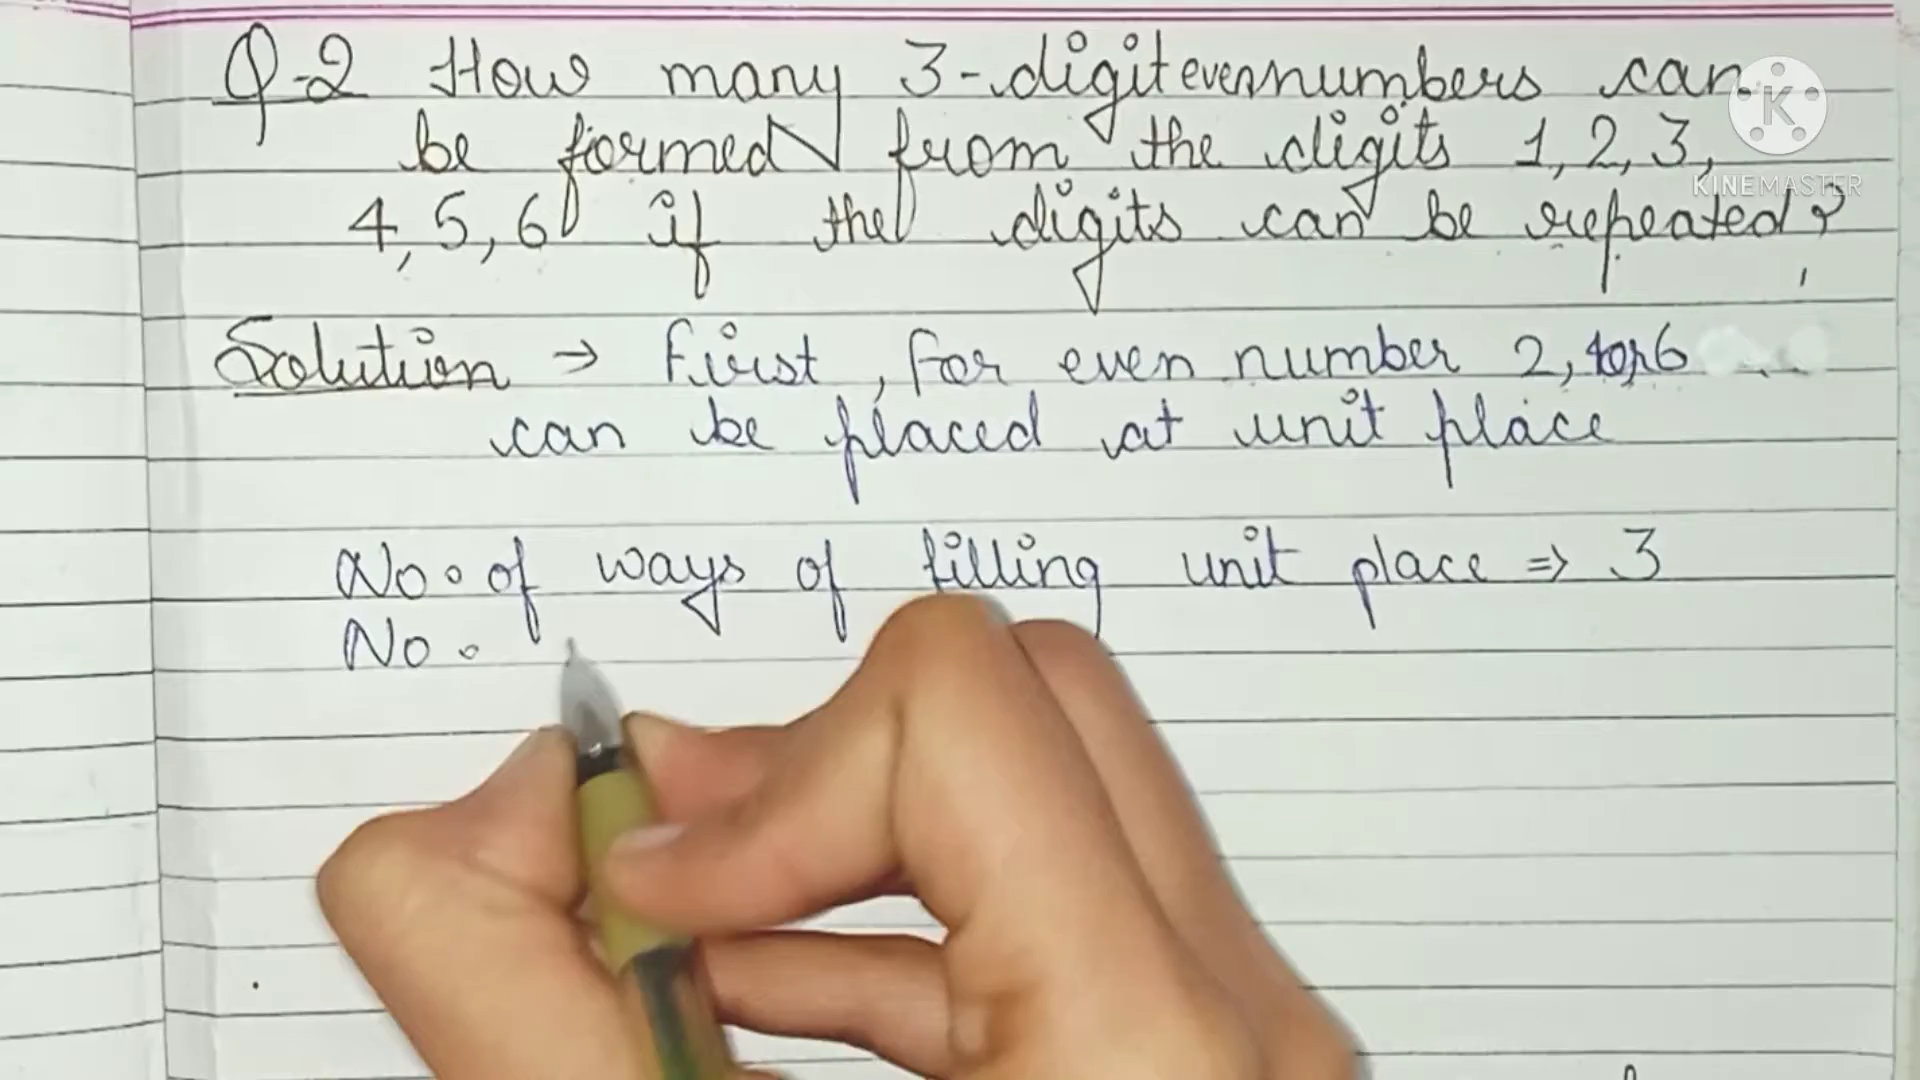 Q-2 How many 3-digit even numbers can
be formed from the digits 1, 2, 3,
4, 5, 6 if the digits can be repeated?
Solution → First, for even number 2, 4 or 6
can be placed at unit place
No. of ways of filling unit place ⇒ 3
No.
K
KINEMASTER